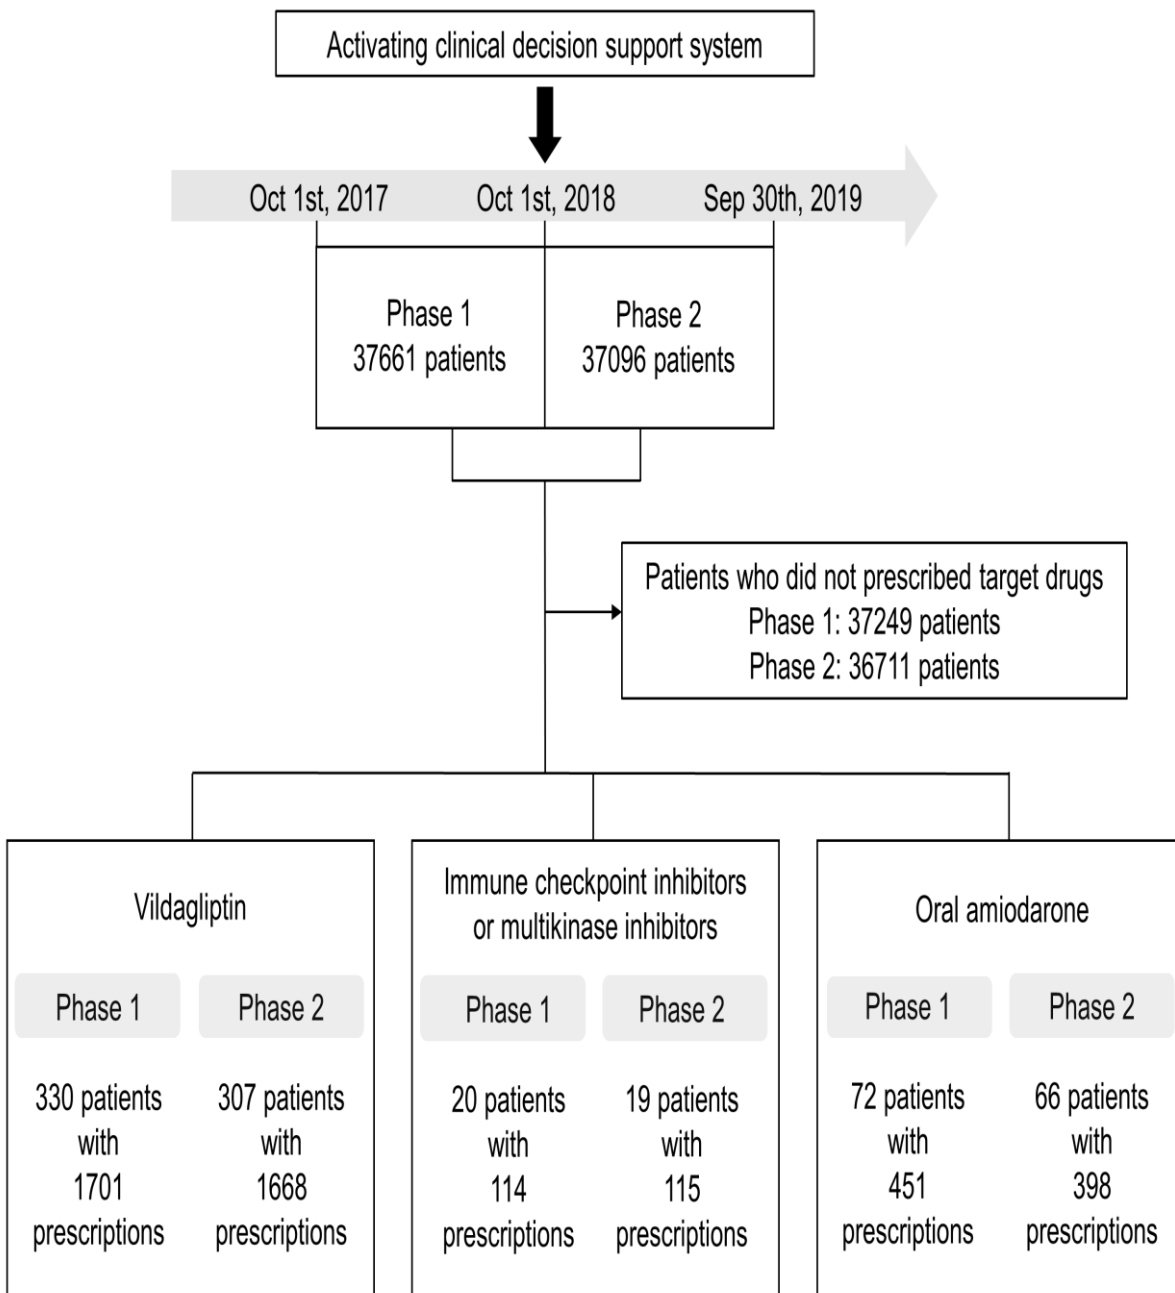 Activating clinical decision support system
Oct 1st, 2017
Oct 1st, 2018
Sep 30th, 2019
Phase 1
37661 patients
Phase 2
37096 patients
Patients who did not prescribed target drugs
Phase 1: 37249 patients
Phase 2: 36711 patients
Vildagliptin
Phase 1
Phase 2
330 patients
with
1701
prescriptions
307 patients
with
1668
prescriptions
Immune checkpoint inhibitors
or multikinase inhibitors
Phase 1
Phase 2
20 patients
with
114
prescriptions
19 patients
with
115
prescriptions
Oral amiodarone
Phase 1
Phase 2
72 patients
with
451
prescriptions
66 patients
with
398
prescriptions